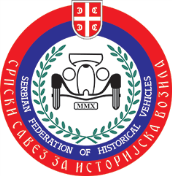 SERBIAN FEDERATION OF HISTORICAL VEHICLES
MMX
СРПСКИ САВЕЗ ЗА ИСТОРИЈСКА ВОЗИЛА